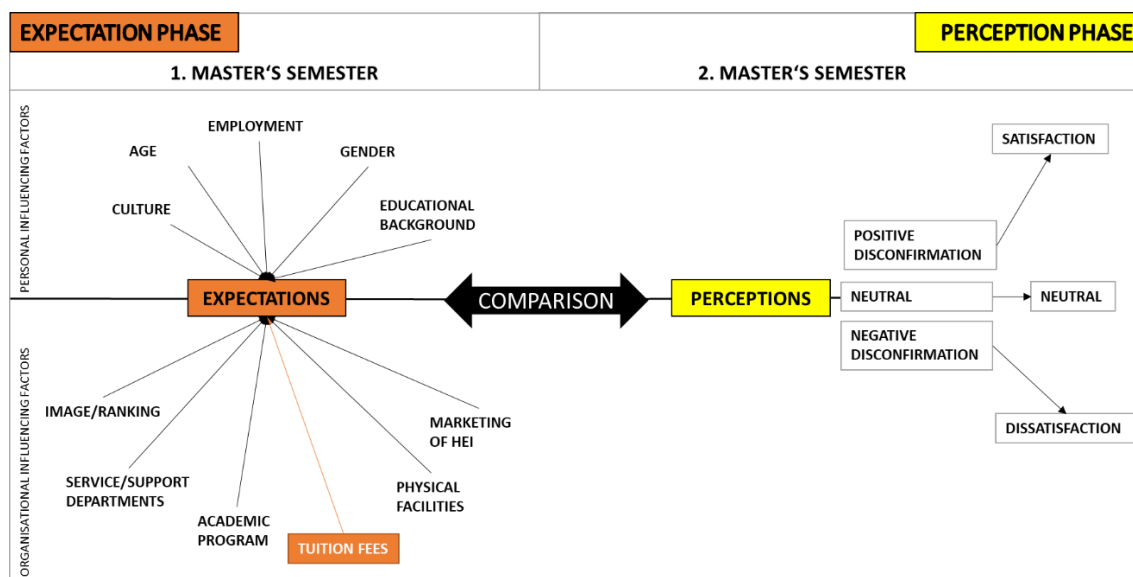 EXPECTATION PHASE
PERCEPTION PHASE
1. MASTER‘S SEMESTER
2. MASTER‘S SEMESTER
PERSONAL INFLUENCING FACTORS
EMPLOYMENT
AGE
GENDER
CULTURE
EDUCATIONAL
BACKGROUND
SATISFACTION
POSITIVE
DISCONFIRMATION
EXPECTATIONS
COMPARISON
PERCEPTIONS
NEUTRAL
NEUTRAL
NEGATIVE
DISCONFIRMATION
DISSATISFACTION
ORGANISATIONAL INFLUENCING FACTORS
IMAGE/RANKING
MARKETING
OF HEI
SERVICE/SUPPORT
DEPARTMENTS
PHYSICAL
FACILITIES
ACADEMIC
PROGRAM
TUITION FEES